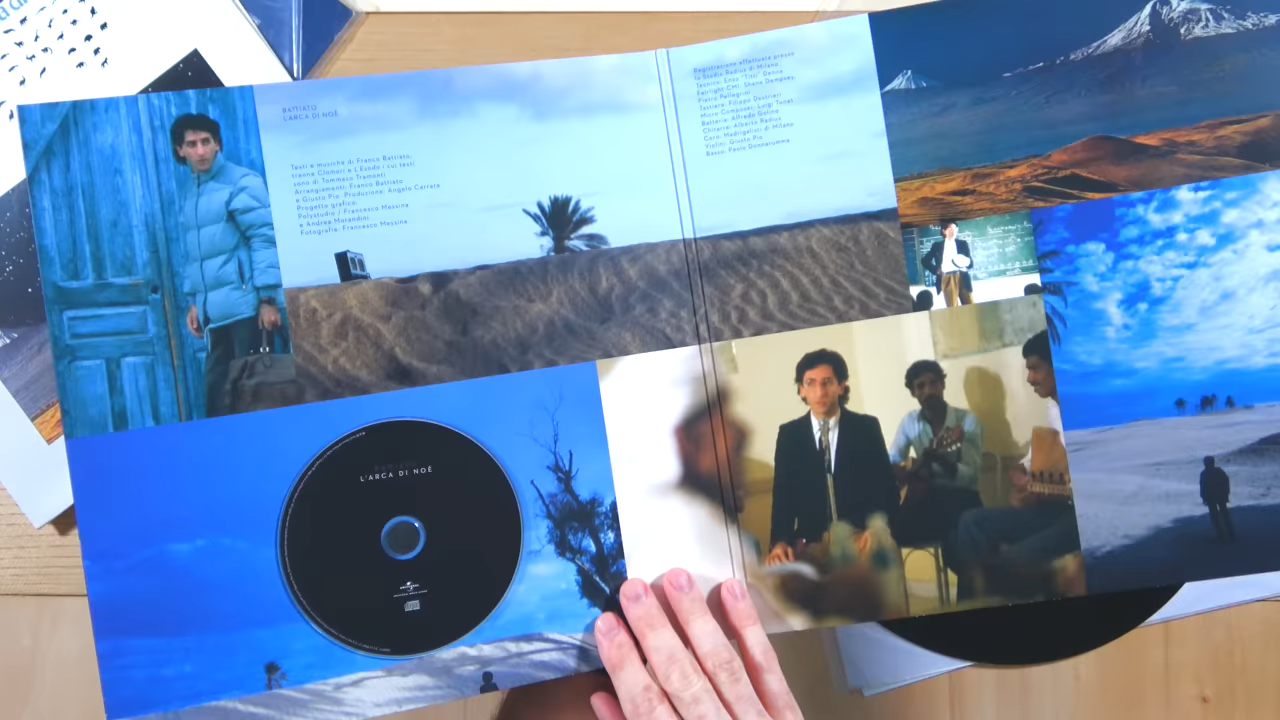 BATTIATO
L'ARCA DI NOÈ
Testi e musiche di Franco Battiato,
tranne Clamori e L'Esodo i cui testi
sono di Tommaso Tramonti
Arrangiamenti: Franco Battiato
e Giusto Pio. Produzione: Angelo Carrara
Progetto grafico:
Polystudio / Francesco Messina
e Andrea Morandini
Fotografie: Francesco Messina
Registrazione effettuata presso
lo Studio Radius di Milano
Tecnico: Enzo "Titti" Denna
Fairlight CMI: Shane Dempsey,
Pietro Pellegrini
Tastiere: Filippo Destrieri
Micro-Composer: Luigi Tonet
Batteria: Alfredo Golino
Chitarre: Alberto Radius
Coro: Madrigalisti di Milano
Violini: Giusto Pio
Basso: Paolo Donnarumma
L'ARCA DI NOÈ